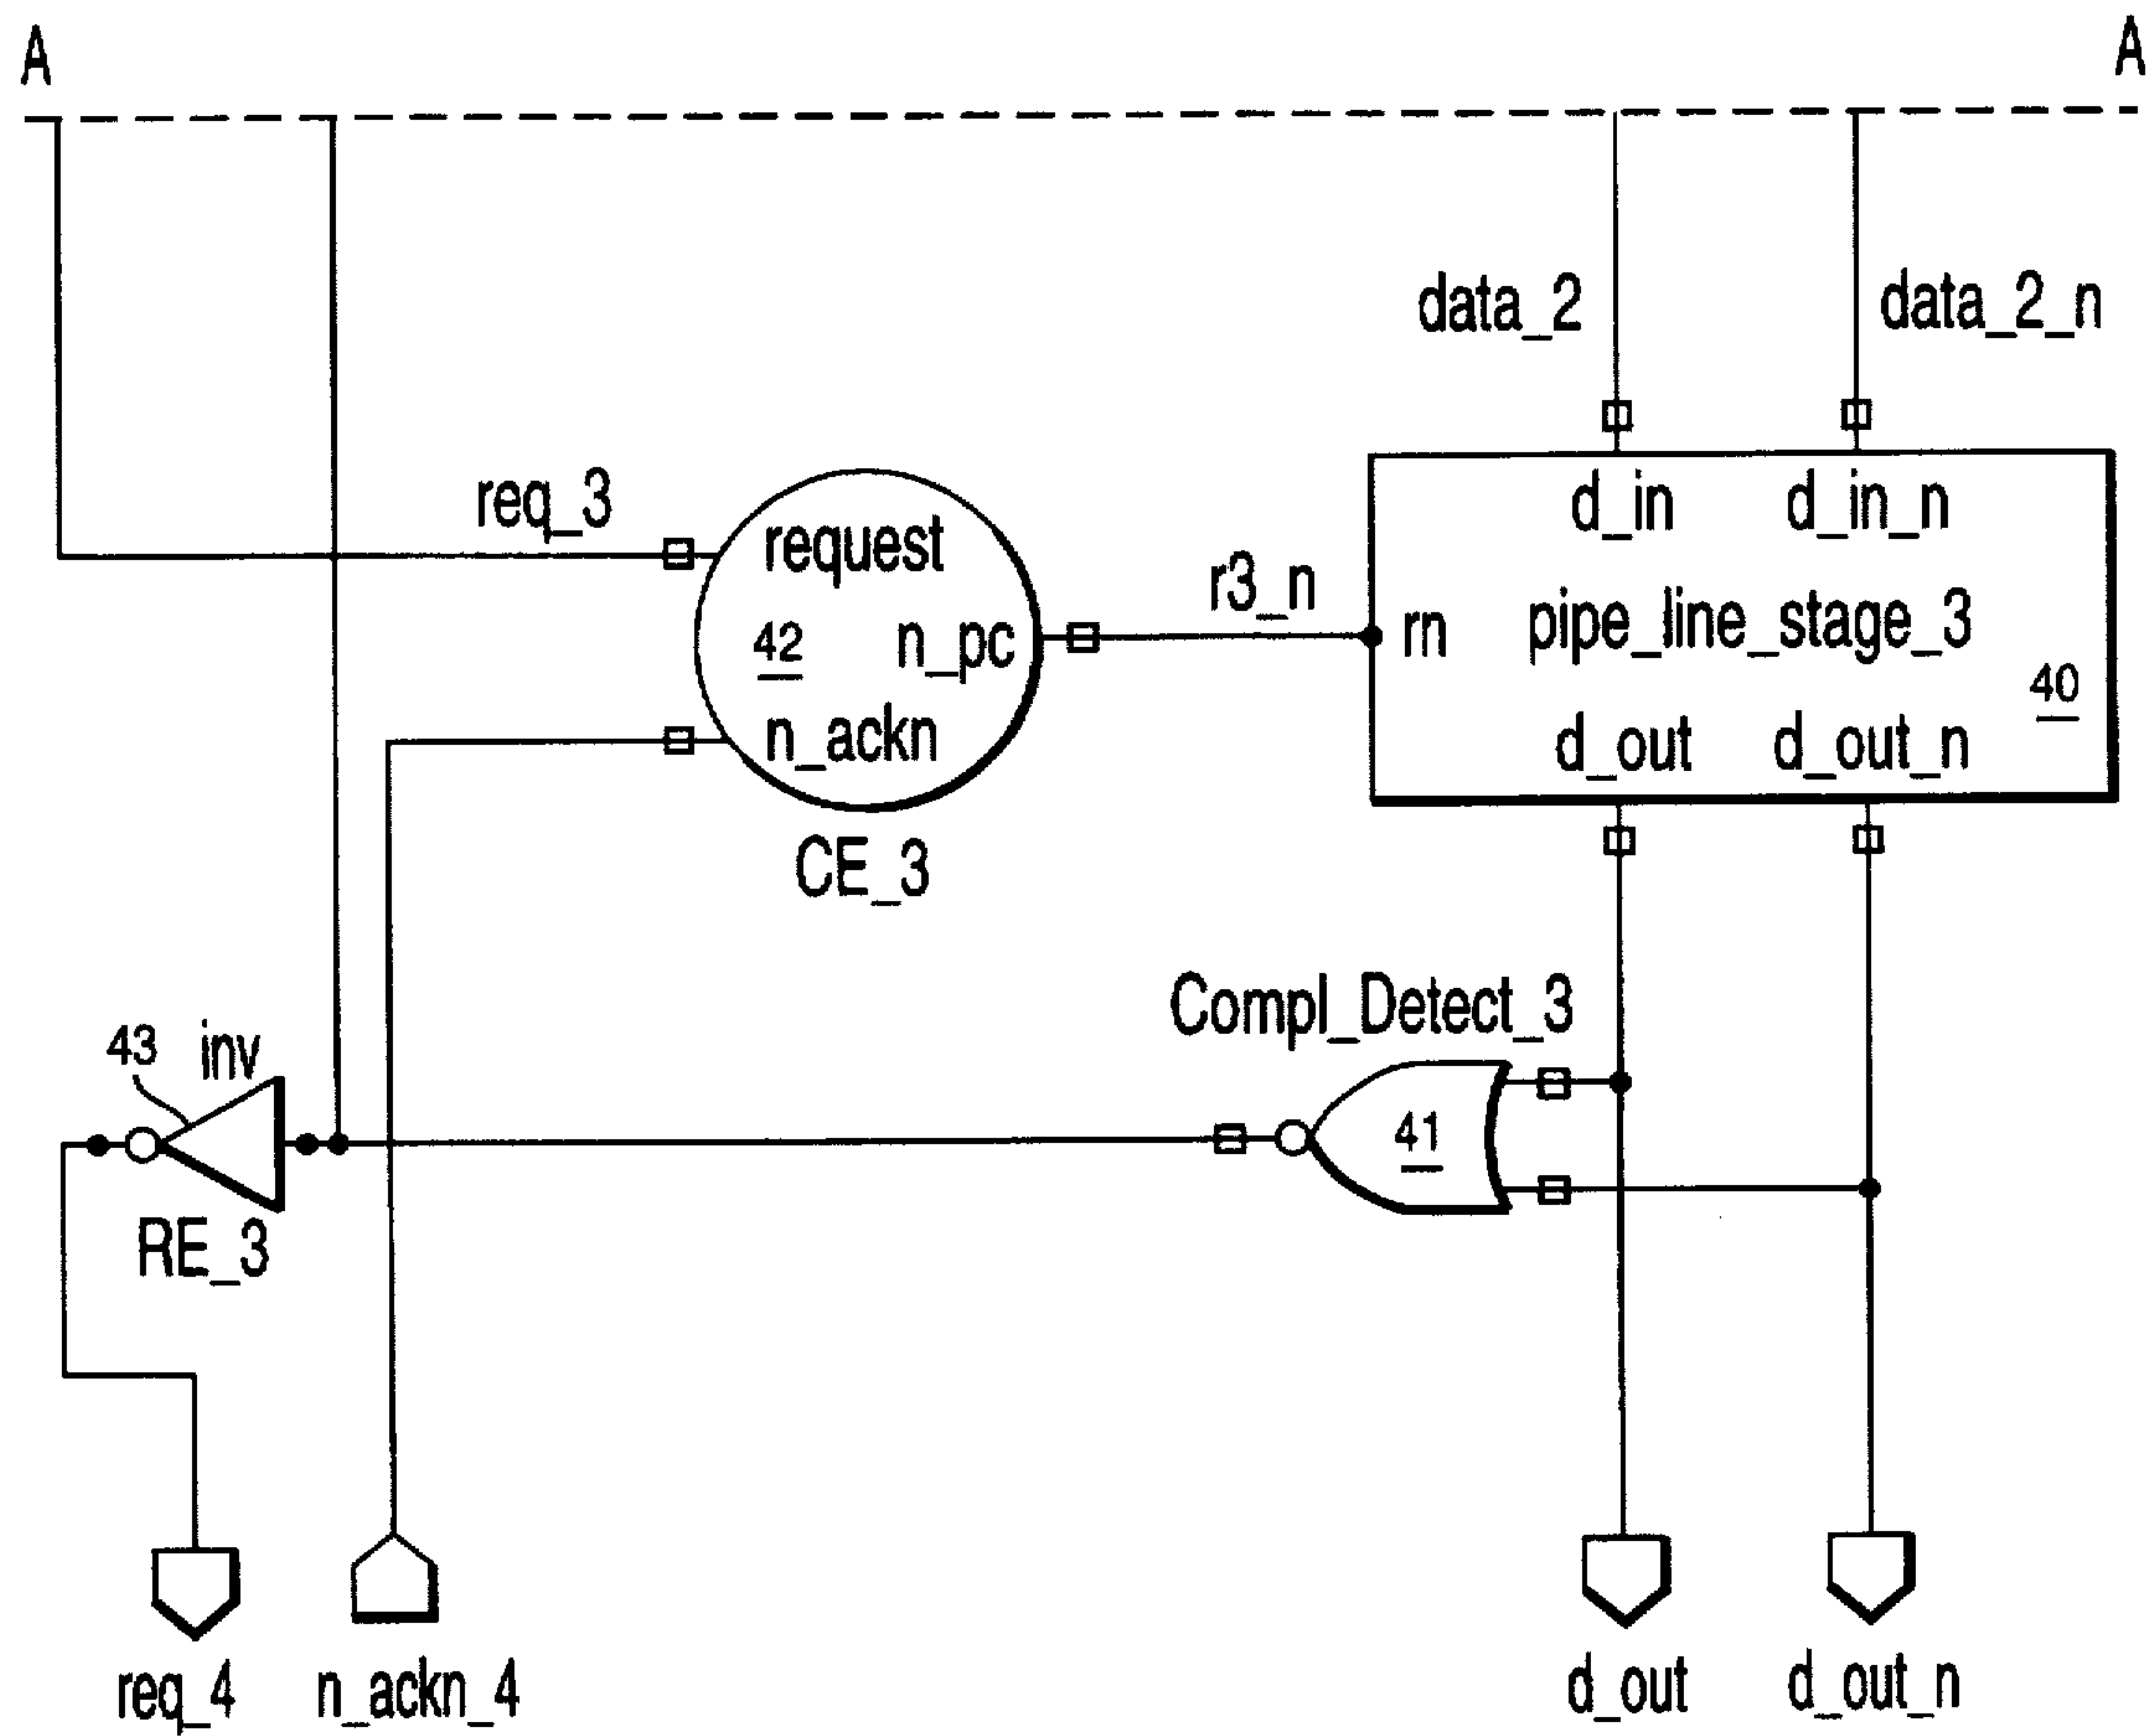 A
A
data_2
data_2_n
req_3
request
42
n_pc
n_ackn
CE_3
r3_n
d_in
d_in_n
rn
pipe_line_stage_3
40
d_out
d_out_n
Compl_Detect_3
41
43
inv
RE_3
req_4
n_ackn_4
d_out
d_out_n